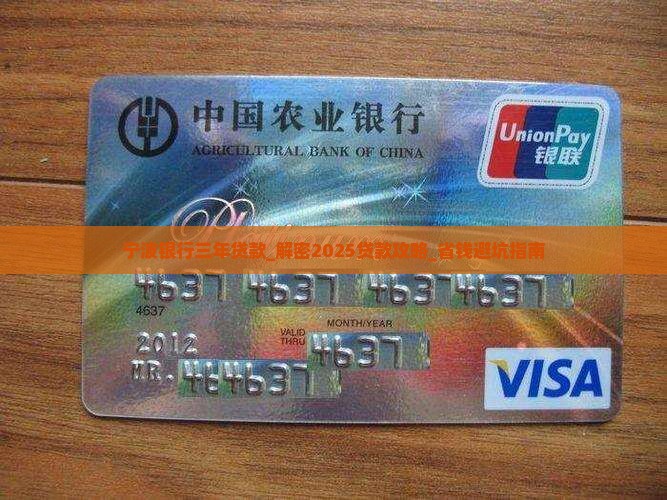 中国农业银行
AGRICULTURAL BANK OF CHINA
UnionPay
银联
宁波银行三年贷款_解密2025贷款攻略_省钱避坑指南
4637 4637 4637 4637
4637
MONTH/YEAR
VALID
THRU
4637
2012
MR. 464637
VISA